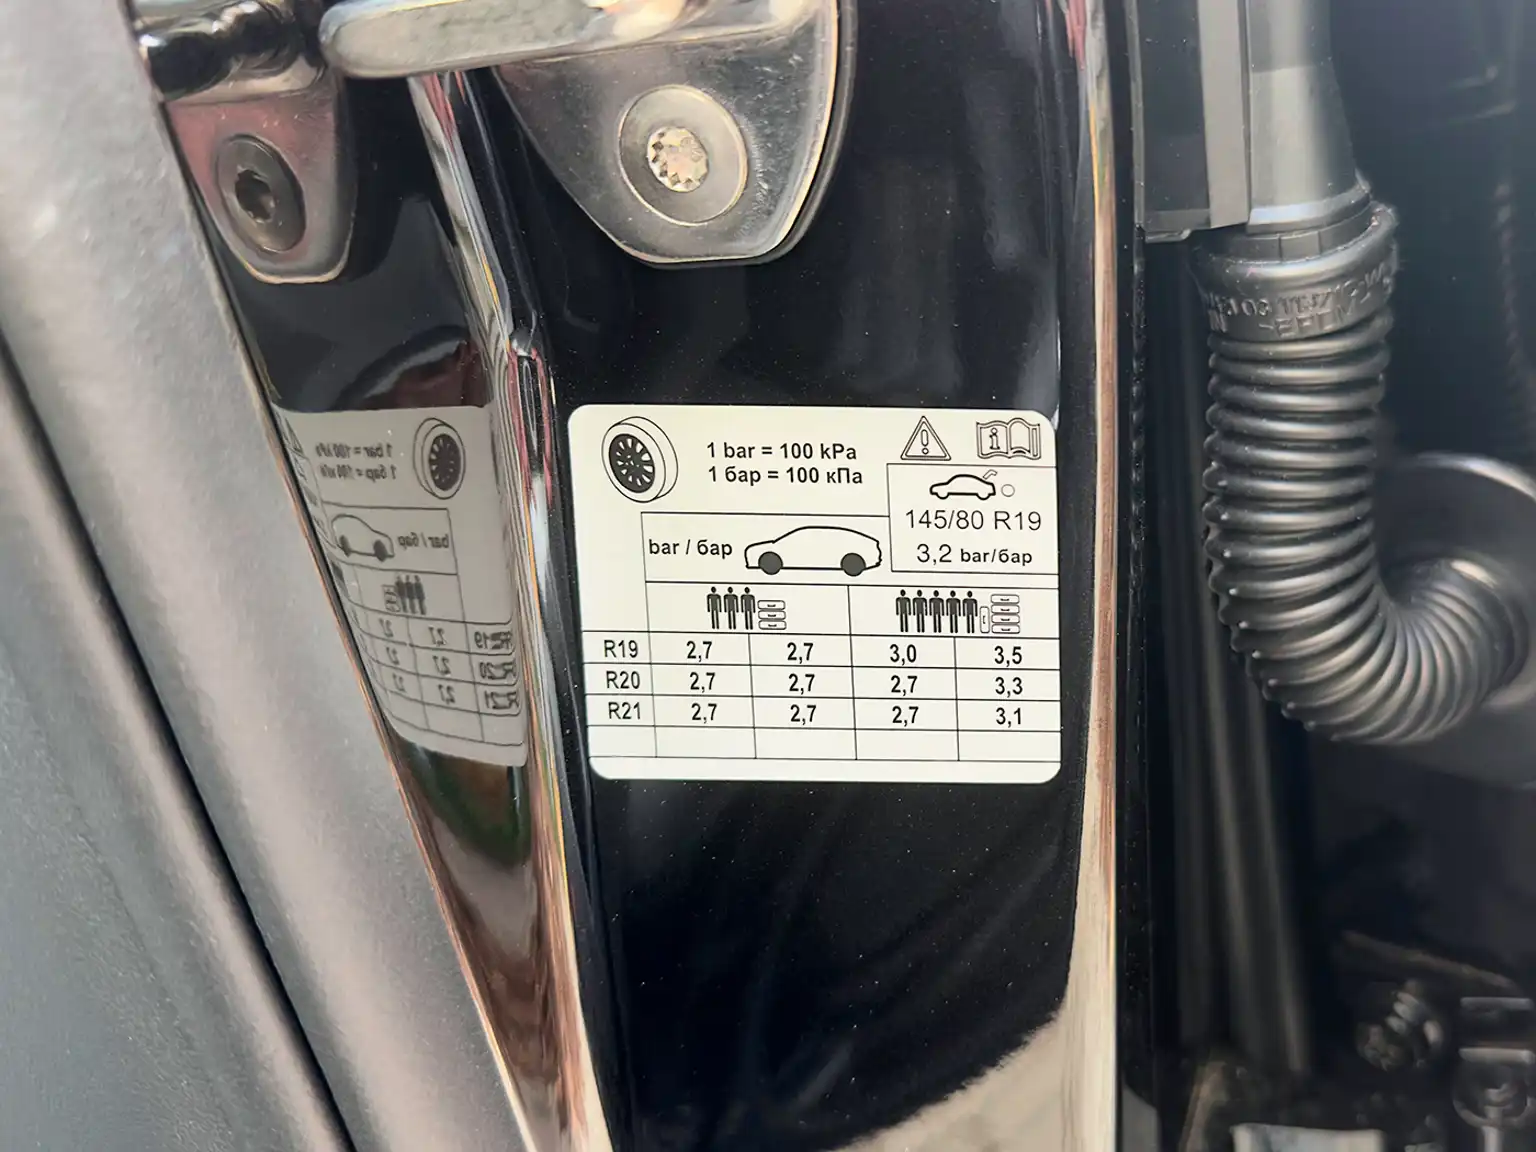 1 bar = 100 kPa
1 бар = 100 кПа
145/80 R19
3,2 bar/бар
bar / бар
R19 2,7 2,7 3,0 3,5
R20 2,7 2,7 2,7 3,3
R21 2,7 2,7 2,7 3,1